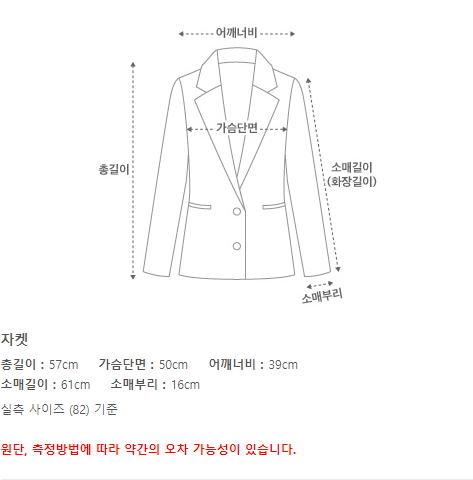 어깨너비
가슴단면
총길이
소매길이
(화장길이)
소매부리
자켓
총길이 : 57cm 가슴단면 : 50cm 어깨너비 : 39cm
소매길이 : 61cm 소매부리 : 16cm
실측 사이즈 (82) 기준
원단, 측정방법에 따라 약간의 오차 가능성이 있습니다.